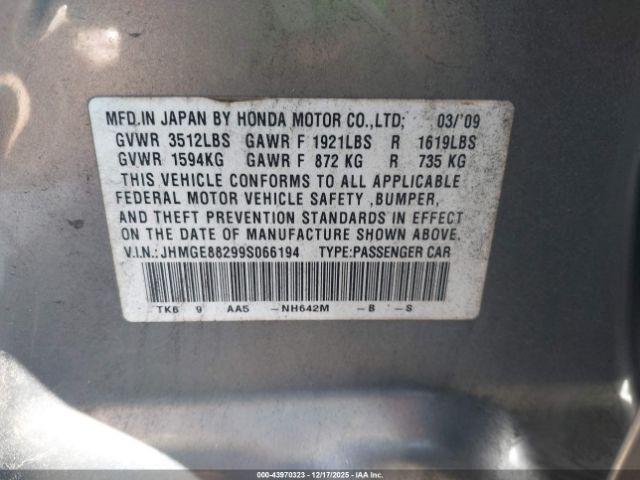 MFD.IN JAPAN BY HONDA MOTOR CO.,LTD; 03/'09
GVWR 3512LBS GAWR F 1921LBS R 1619LBS
GVWR 1594KG GAWR F 872 KG R 735 KG
THIS VEHICLE CONFORMS TO ALL APPLICABLE
FEDERAL MOTOR VEHICLE SAFETY ,BUMPER,
AND THEFT PREVENTION STANDARDS IN EFFECT
ON THE DATE OF MANUFACTURE SHOWN ABOVE.
V.I.N.: JHMGE88299S066194 TYPE:PASSENGER CAR
TK6 9 AA5 -NH642M -B -S
000-43970323 - 12/17/2025 - IAAI.CA